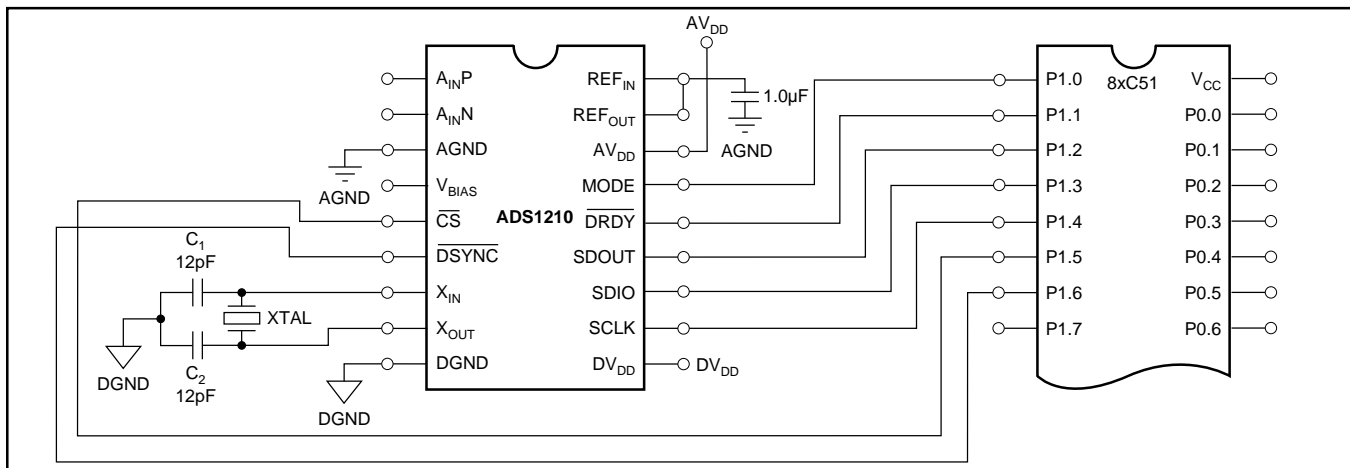 AVDD
AINP
REFIN
1.0µF
P1.0
8xC51
VCC
AINN
REFOUT
P1.1
P0.0
AGND
AVDD
AGND
P1.2
P0.1
AGND
VBIAS
MODE
P1.3
P0.2
CS
ADS1210
DRDY
P1.4
P0.3
C1
12pF
DSYNC
SDOUT
P1.5
P0.4
XIN
SDIO
P1.6
P0.5
XTAL
XOUT
SCLK
P1.7
P0.6
DGND
C2
12pF
DGND
DVDD
DVDD
DGND